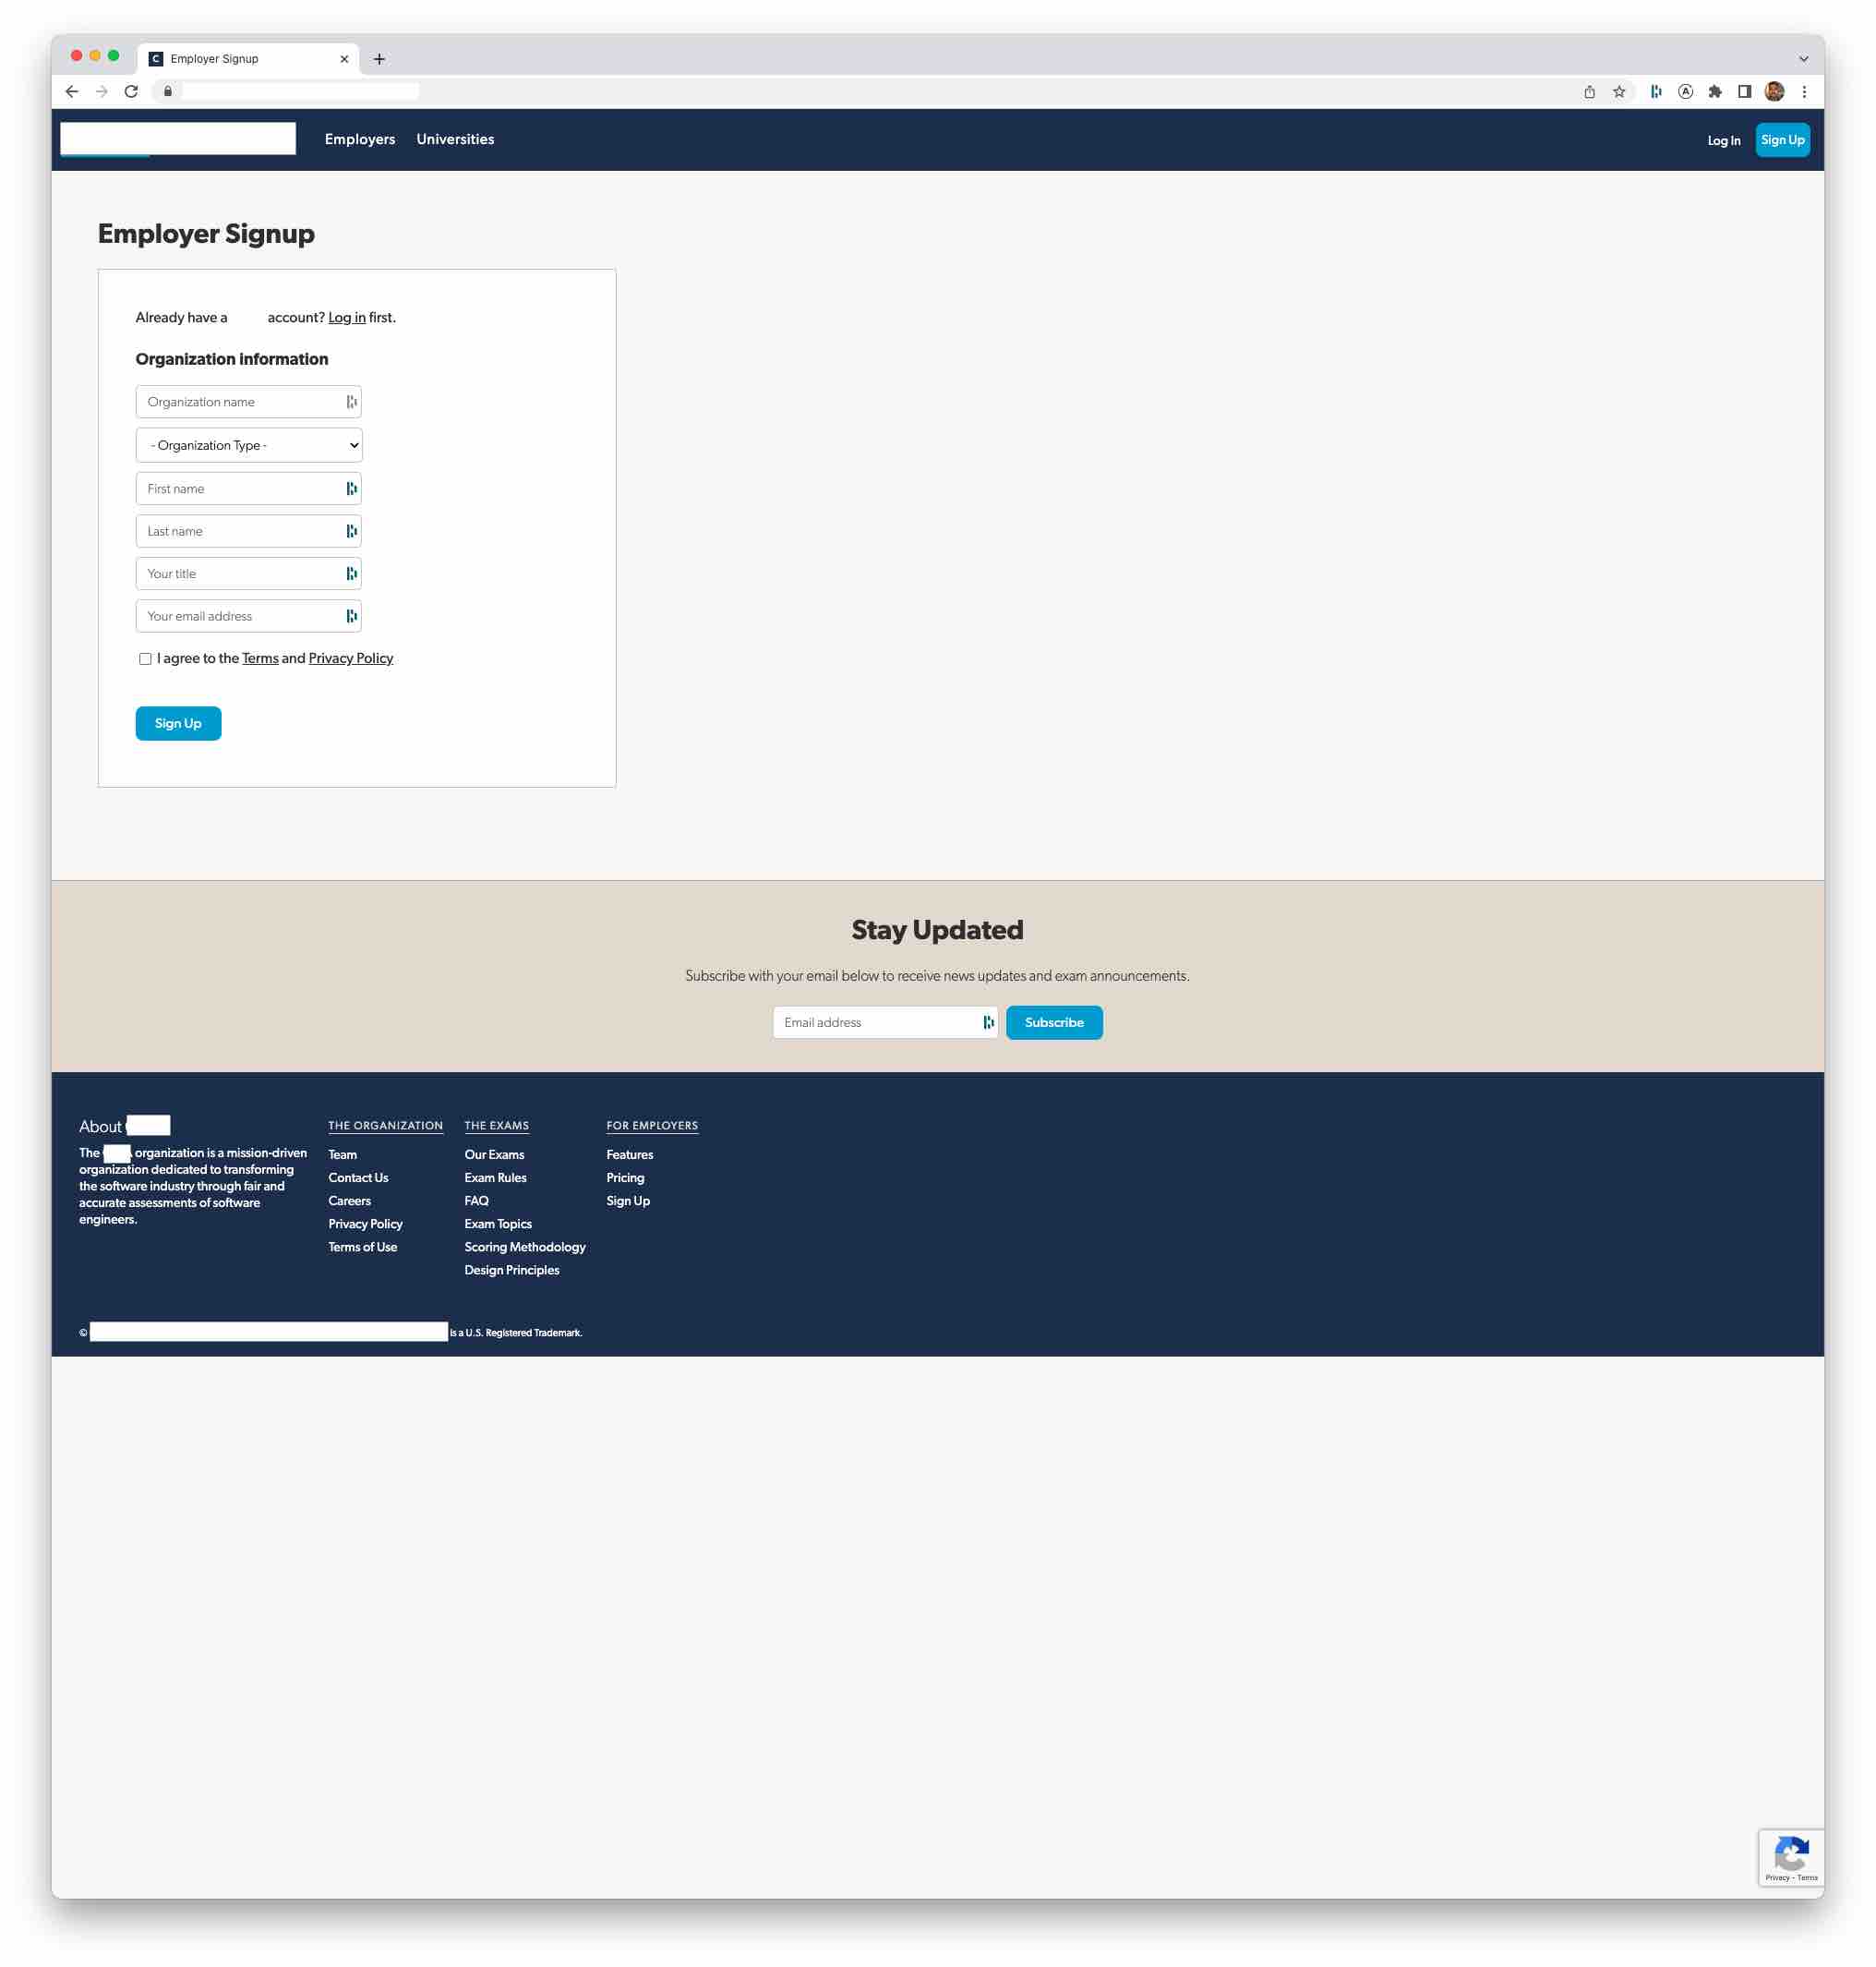 Employer Signup
Employers Universities Log In Sign Up
Employer Signup
Already have a account? Log in first.
Organization information
Organization name
- Organization Type -
First name
Last name
Your title
Your email address
I agree to the Terms and Privacy Policy
Sign Up
Stay Updated
Subscribe with your email below to receive news updates and exam announcements.
Email address Subscribe
About
The organization is a mission-driven
organization dedicated to transforming
the software industry through fair and
accurate assessments of software
engineers.
THE ORGANIZATION
Team
Contact Us
Careers
Privacy Policy
Terms of Use
THE EXAMS
Our Exams
Exam Rules
FAQ
Exam Topics
Scoring Methodology
Design Principles
FOR EMPLOYERS
Features
Pricing
Sign Up
© is a U.S. Registered Trademark.
Privacy - Terms